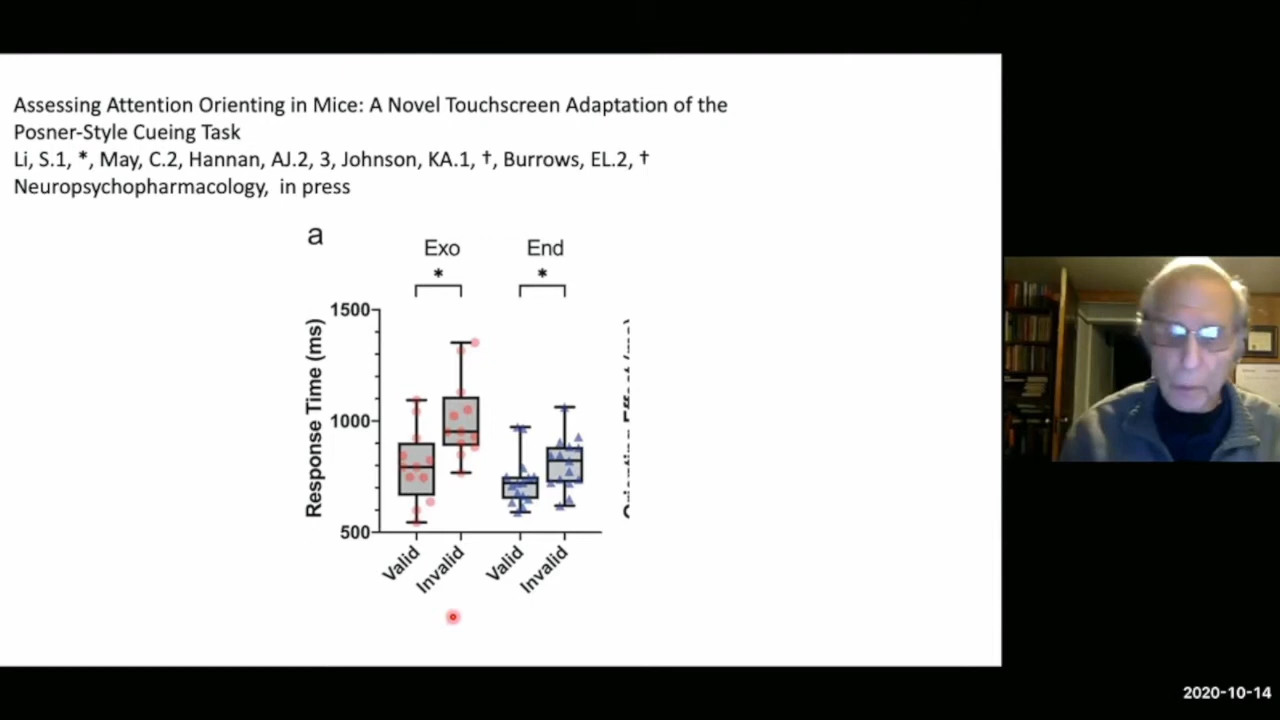 Assessing Attention Orienting in Mice: A Novel Touchscreen Adaptation of the
Posner-Style Cueing Task
Li, S.1, *, May, C.2, Hannan, AJ.2, 3, Johnson, KA.1, †, Burrows, EL.2, †
Neuropsychopharmacology, in press
a
Exo
End
*
*
1500
1000
500
Response Time (ms)
Valid
Invalid
Valid
Invalid
2020-10-14